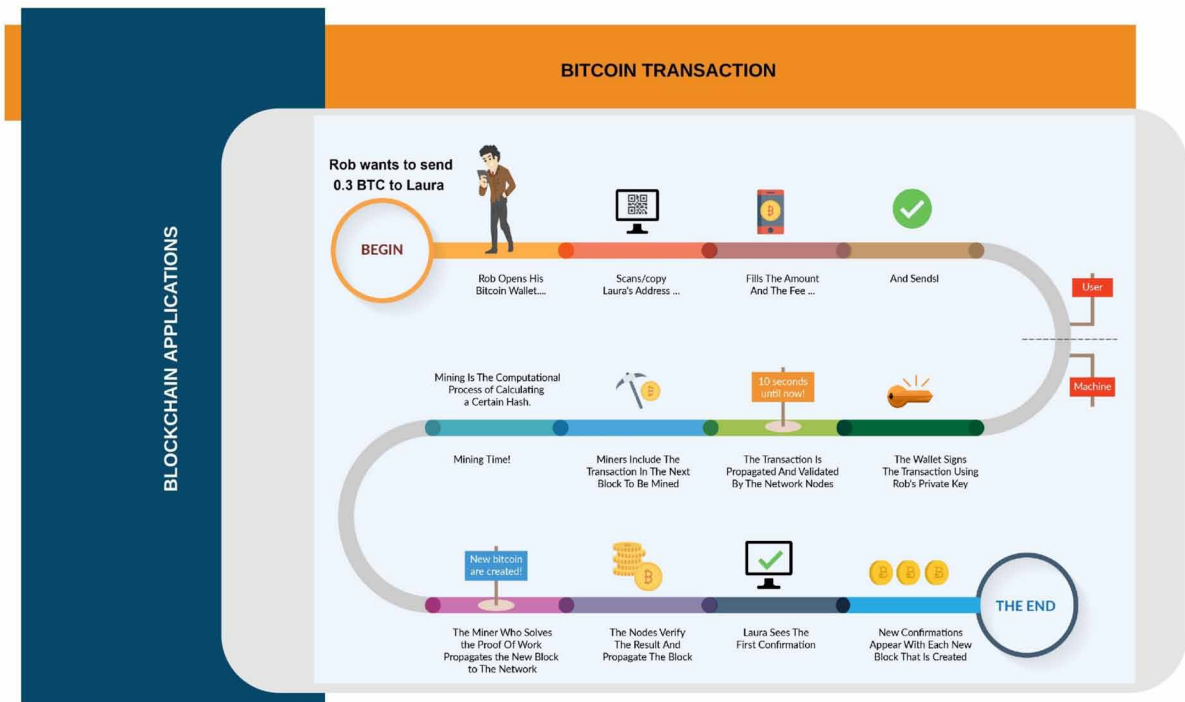 BITCOIN TRANSACTION
BLOCKCHAIN APPLICATIONS
Rob wants to send
0.3 BTC to Laura
BEGIN
Rob Opens His
Bitcoin Wallet....
Scans/copy
Laura's Address ...
Fills The Amount
And The Fee ...
And Sends!
User
Machine
10 seconds
until now!
The Wallet Signs
The Transaction Using
Rob's Private Key
The Transaction Is
Propagated And Validated
By The Network Nodes
Miners Include The
Transaction In The Next
Block To Be Mined
Mining Is The Computational
Process of Calculating
a Certain Hash.
Mining Time!
New bitcoin
are created!
The Miner Who Solves
the Proof Of Work
Propagates the New Block
to The Network
The Nodes Verify
The Result And
Propagate The Block
Laura Sees The
First Confirmation
New Confirmations
Appear With Each New
Block That Is Created
THE END